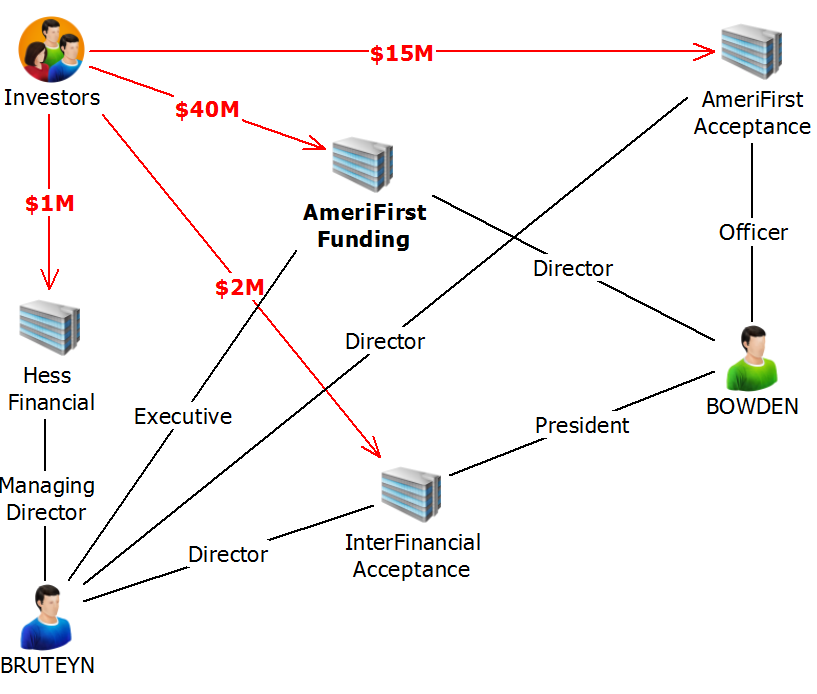 $15M
Investors
AmeriFirst
Acceptance
$40M
$1M
AmeriFirst
Funding
Officer
Director
$2M
Director
Hess
Financial
BOWDEN
Executive
President
Managing
Director
InterFinancial
Acceptance
Director
BRUTEYN